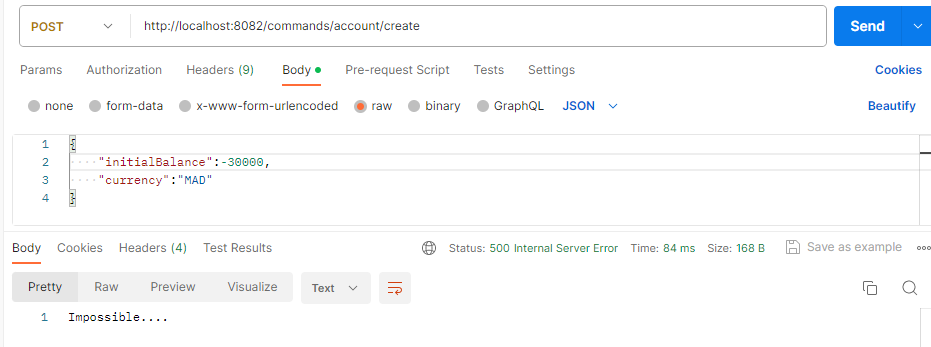 POST http://localhost:8082/commands/account/create Send
Params Authorization Headers (9) Body Pre-request Script Tests Settings Cookies
none form-data x-www-form-urlencoded raw binary GraphQL JSON Beautify
1 {
2 "initialBalance":-30000,
3 "currency":"MAD"
4 }
Body Cookies Headers (4) Test Results Status: 500 Internal Server Error Time: 84 ms Size: 168 B Save as example
Pretty Raw Preview Visualize Text
1 Impossible....